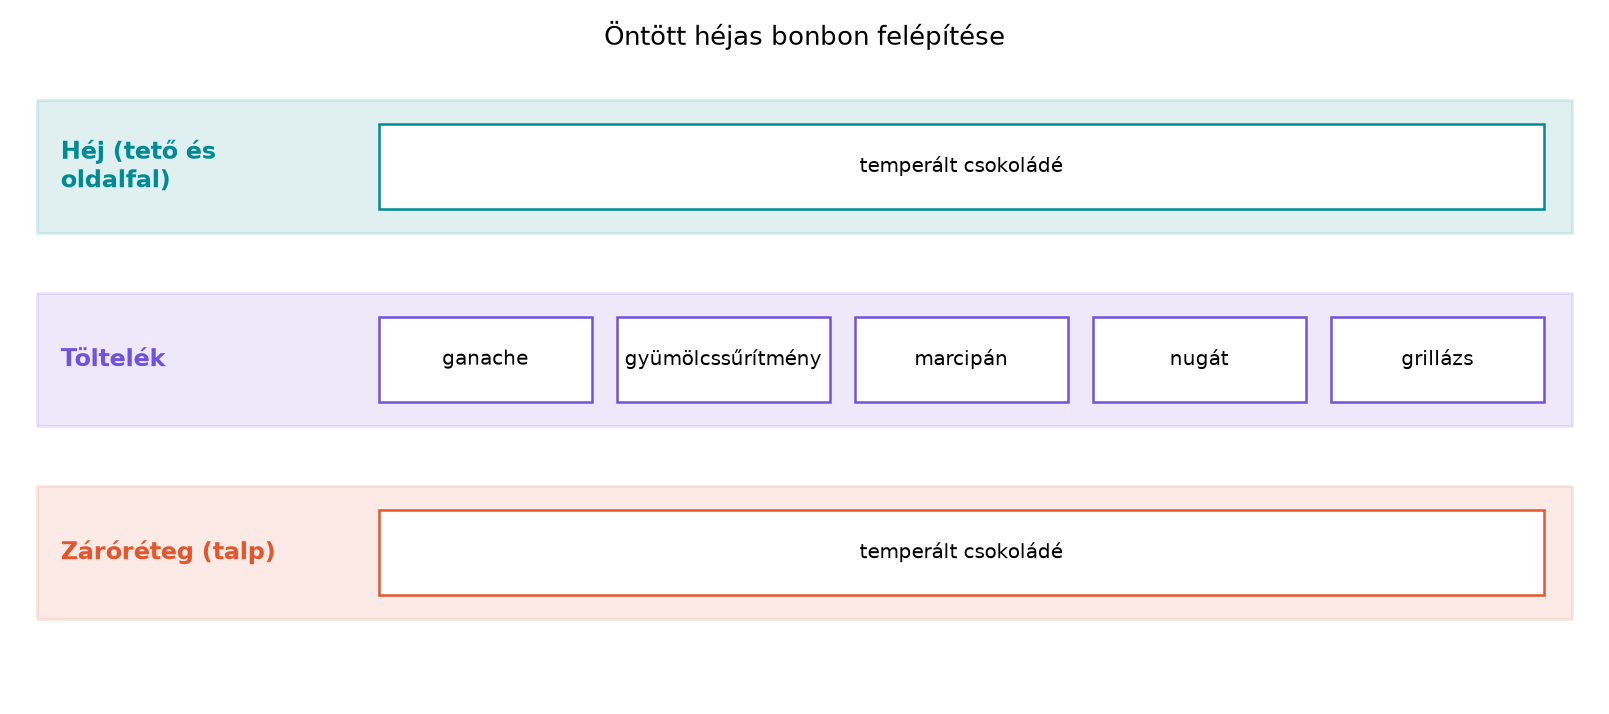 Öntött héjas bonbon felépítése
Héj (tető és
oldalfal)
temperált csokoládé
Töltelék
ganache
gyümölcssűrítmény
marcipán
nugát
grillázs
Záróréteg (talp)
temperált csokoládé